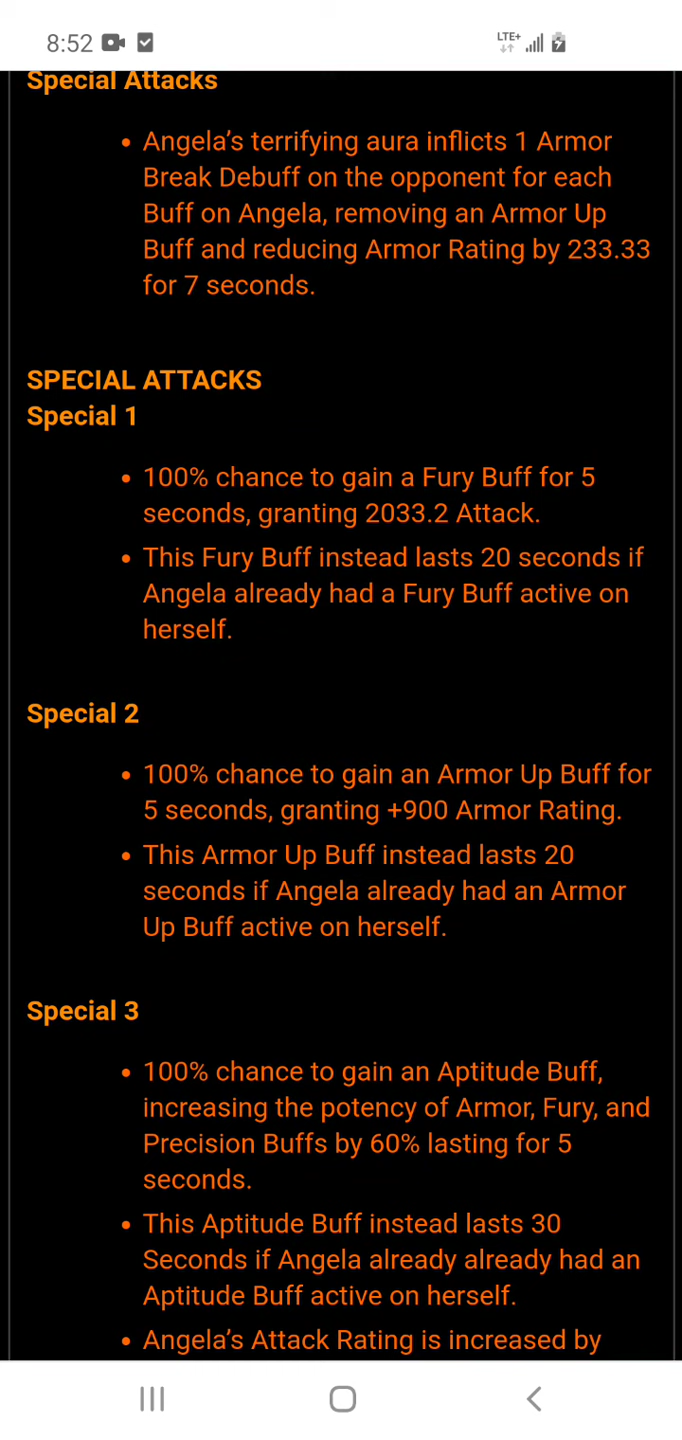 8:52
LTE+
Special Attacks
Angela’s terrifying aura inflicts 1 Armor
Break Debuff on the opponent for each
Buff on Angela, removing an Armor Up
Buff and reducing Armor Rating by 233.33
for 7 seconds.
SPECIAL ATTACKS
Special 1
100% chance to gain a Fury Buff for 5
seconds, granting 2033.2 Attack.
This Fury Buff instead lasts 20 seconds if
Angela already had a Fury Buff active on
herself.
Special 2
100% chance to gain an Armor Up Buff for
5 seconds, granting +900 Armor Rating.
This Armor Up Buff instead lasts 20
seconds if Angela already had an Armor
Up Buff active on herself.
Special 3
100% chance to gain an Aptitude Buff,
increasing the potency of Armor, Fury, and
Precision Buffs by 60% lasting for 5
seconds.
This Aptitude Buff instead lasts 30
Seconds if Angela already already had an
Aptitude Buff active on herself.
Angela’s Attack Rating is increased by